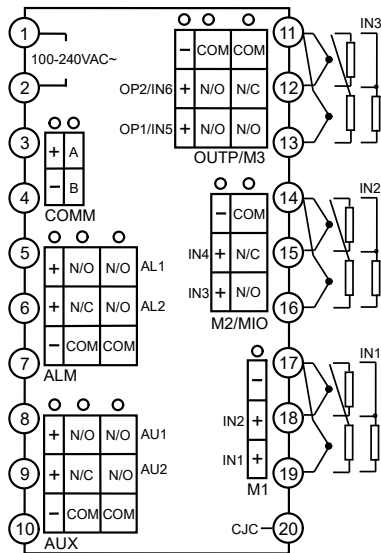 1
100-240VAC~
2
3
+ A
4
− B
COMM
5
+ N/O N/O AL1
6
+ N/C N/O AL2
7
− COM COM
ALM
8
+ N/O N/O AU1
9
+ N/C N/O AU2
10
− COM COM
AUX
− COM COM
11
IN3
OP2/IN6 + N/O N/C
12
OP1/IN5 + N/O N/O
13
OUTP/M3
− COM
14
IN2
IN4 + N/C
15
IN3 + N/O
16
M2/MIO
−
17
IN1
IN2 +
18
IN1 +
19
M1
CJC
20